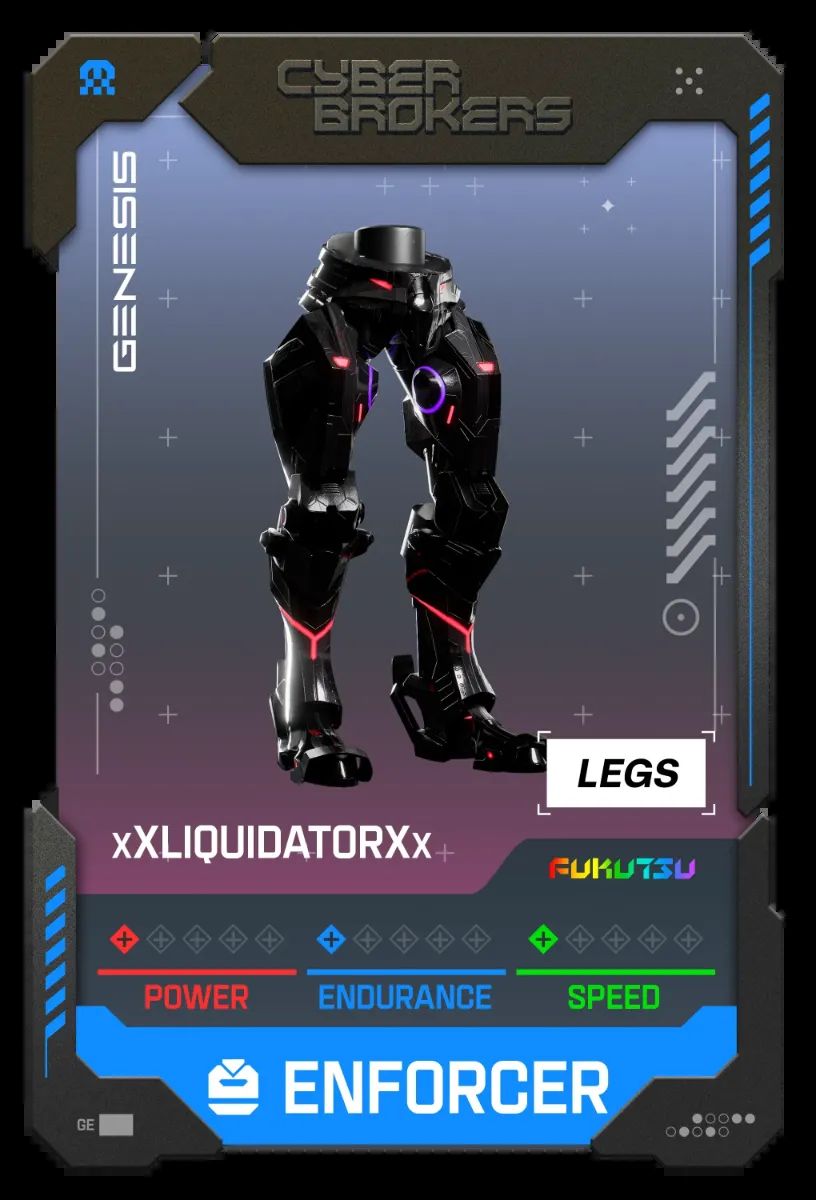 CYBER
BROKERS
GENESIS
LEGS
xXLIQUIDATORXx
FUKUTSU
POWER
ENDURANCE
SPEED
ENFORCER
GE